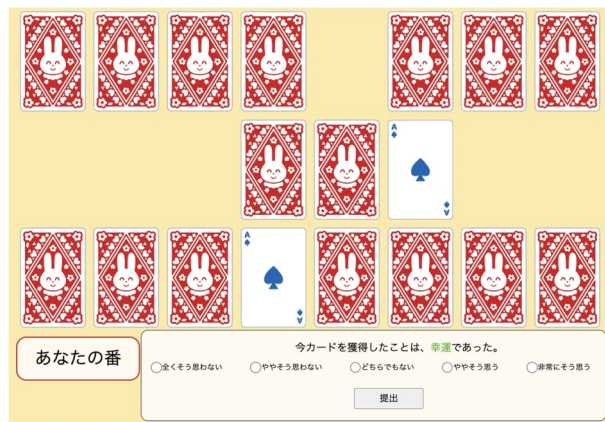 A
A
A
A
あなたの番
今カードを獲得したことは、幸運であった。
全くそう思わない ややそう思わない どちらでもない ややそう思う 非常にそう思う
提出